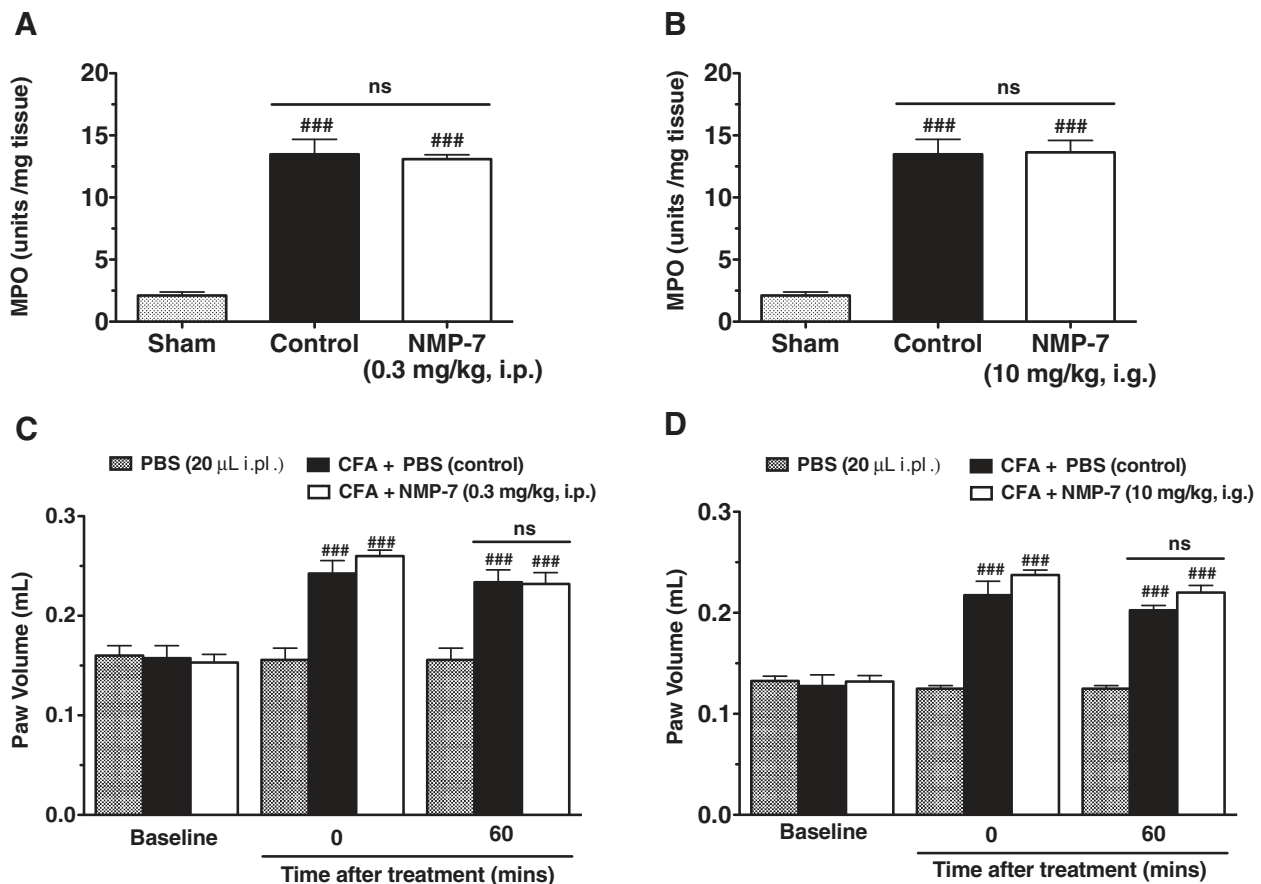 A
MPO (units /mg tissue)
20
15
10
5
0
ns
###
###
Sham
Control
NMP-7
(0.3 mg/kg, i.p.)
B
MPO (units /mg tissue)
20
15
10
5
0
ns
###
###
Sham
Control
NMP-7
(10 mg/kg, i.g.)
C
PBS (20 µL i.pl.)
CFA + PBS (control)
CFA + NMP-7 (0.3 mg/kg, i.p.)
Paw Volume (mL)
0.3
0.2
0.1
0.0
###
###
ns
###
###
Baseline
0
60
Time after treatment (mins)
D
PBS (20 µL i.pl.)
CFA + PBS (control)
CFA + NMP-7 (10 mg/kg, i.g.)
Paw Volume (mL)
0.3
0.2
0.1
0.0
###
###
ns
###
###
Baseline
0
60
Time after treatment (mins)